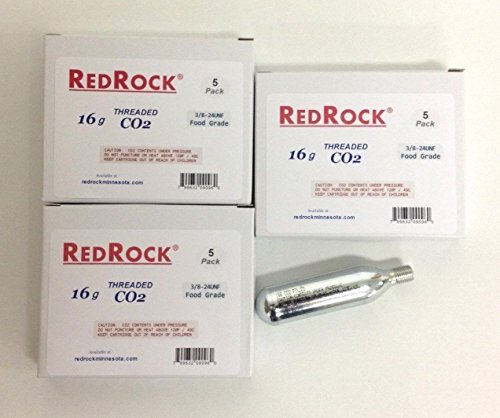 REDROCK®
5
Pack
16g
THREADED
CO2
3/8-24UNF
Food Grade
CAUTION: CO2 CONTENTS UNDER PRESSURE
DO NOT PUNCTURE OR HEAT ABOVE 120F / 49C
KEEP CARTRIDGE OUT OF REACH OF CHILDREN
Available at
redrockminnesota.com
REDROCK®
5
Pack
16g
THREADED
CO2
3/8-24UNF
Food Grade
CAUTION: CO2 CONTENTS UNDER PRESSURE
DO NOT PUNCTURE OR HEAT ABOVE 120F / 49C
KEEP CARTRIDGE OUT OF REACH OF CHILDREN
Available at
redrockminnesota.com
REDROCK®
5
Pack
16g
THREADED
CO2
3/8-24UNF
Food Grade
CAUTION: CO2 CONTENTS UNDER PRESSURE
DO NOT PUNCTURE OR HEAT ABOVE 120F / 49C
KEEP CARTRIDGE OUT OF REACH OF CHILDREN
Available at
redrockminnesota.com